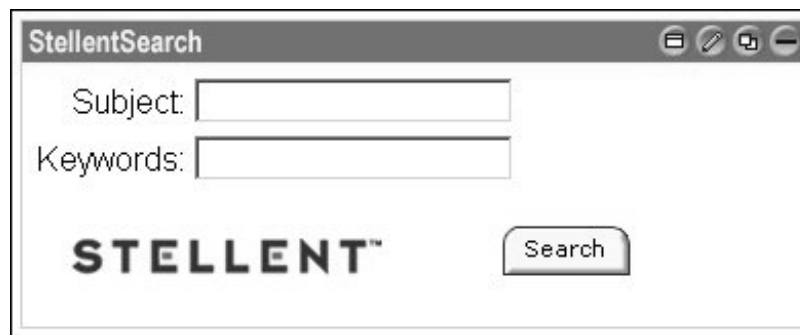 StellentSearch
Subject:
Keywords:
STELLENT™
Search